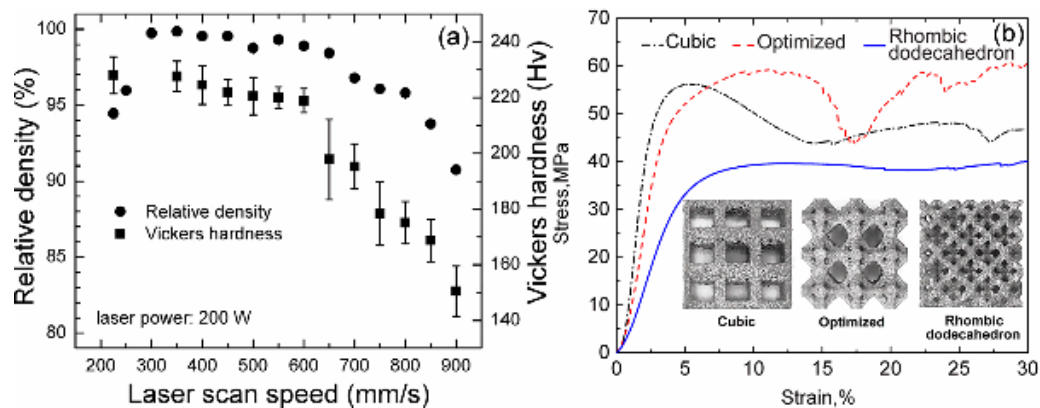 (a)
100
95
90
85
80
Relative density (%)
Relative density
Vickers hardness
laser power: 200 W
200 300 400 500 600 700 800 900
Laser scan speed (mm/s)
240
220
200
180
160
140
Vickers hardness (Hv)
(b)
70
60
50
40
30
20
10
0
Stress,MPa
Cubic
Optimized
Rhombic
dodecahedron
Cubic
Optimized
Rhombic
dodecahedron
0 5 10 15 20 25 30
Strain,%